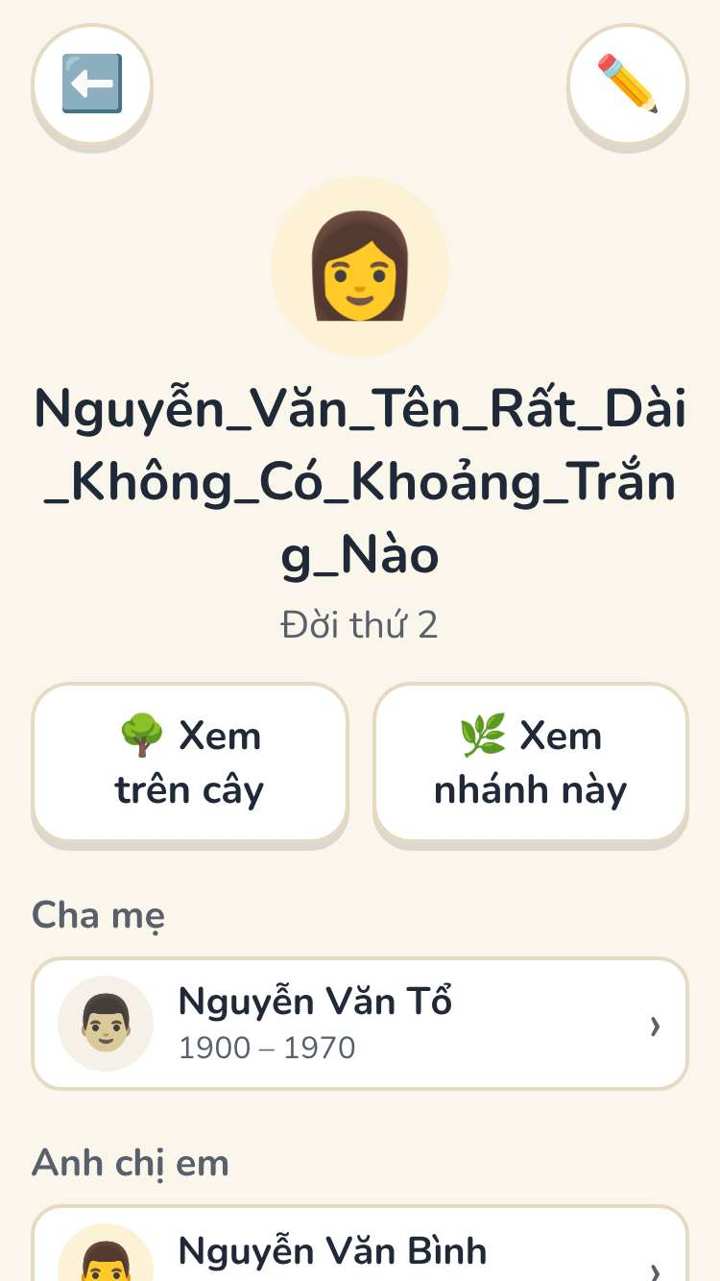 Nguyễn_Văn_Tên_Rất_Dài
_Không_Có_Khoảng_Trắn
g_Nào
Đời thứ 2
Xem
trên cây
Xem
nhánh này
Cha mẹ
Nguyễn Văn Tổ
1900 – 1970
Anh chị em
Nguyễn Văn Bình